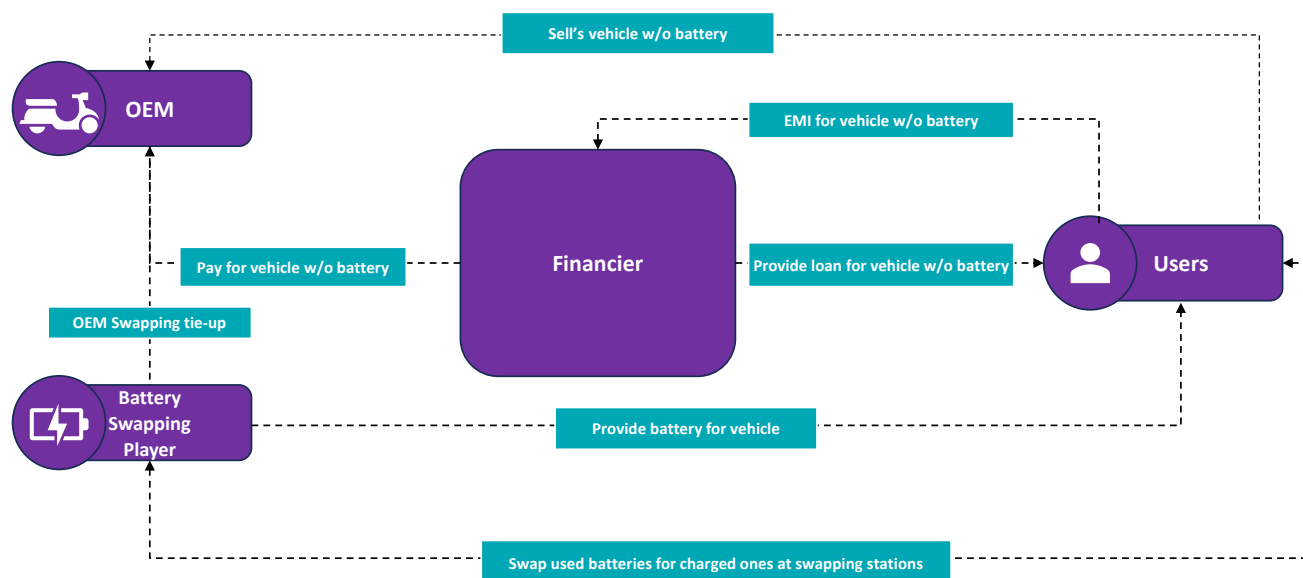 Sell's vehicle w/o battery
OEM
EMI for vehicle w/o battery
Pay for vehicle w/o battery
Financier
Provide loan for vehicle w/o battery
Users
OEM Swapping tie-up
Battery
Swapping
Player
Provide battery for vehicle
Swap used batteries for charged ones at swapping stations